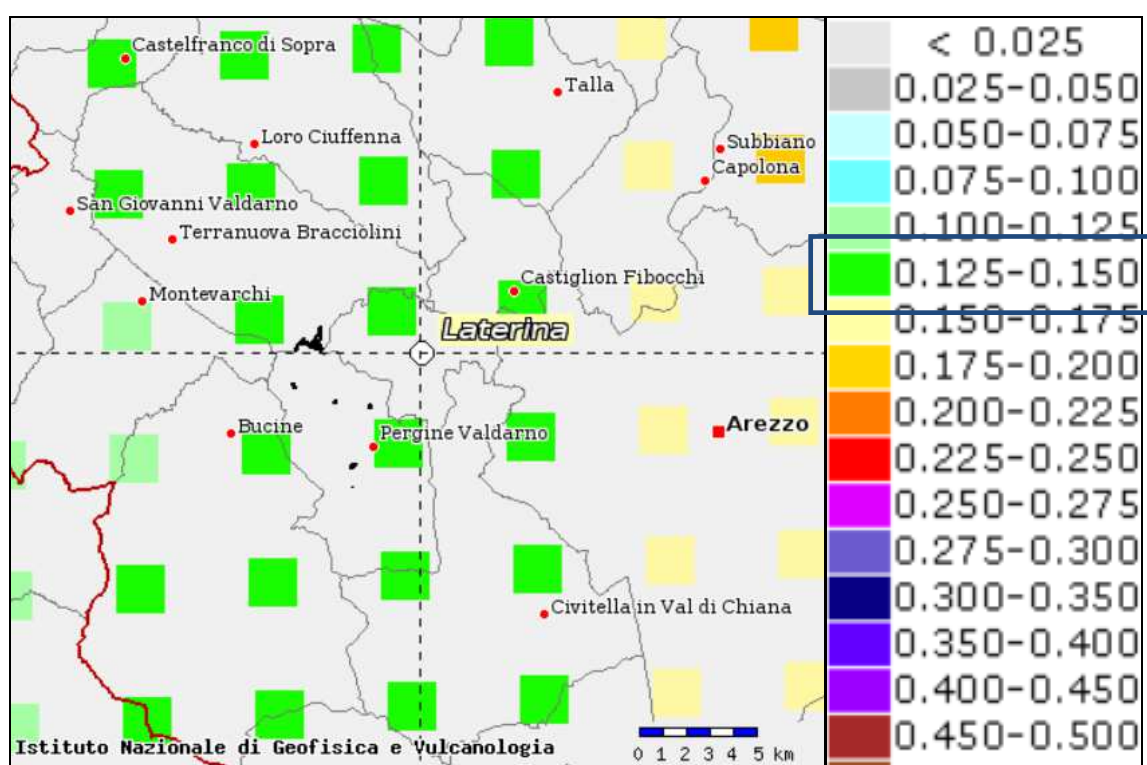 Castelfranco di Sopra
Talla
Loro Ciuffenna
Subbiano
Capolona
San Giovanni Valdarno
Terranuova Bracciolini
Castiglion Fibocchi
Montevarchi
Laterina
r
Bucine
Pergine Valdarno
Arezzo
Civitella in Val di Chiana
Istituto Nazionale di Geofisica e Vulcanologia
0 1 2 3 4 5 km
< 0.025
0.025-0.050
0.050-0.075
0.075-0.100
0.100-0.125
0.125-0.150
0.150-0.175
0.175-0.200
0.200-0.225
0.225-0.250
0.250-0.275
0.275-0.300
0.300-0.350
0.350-0.400
0.400-0.450
0.450-0.500